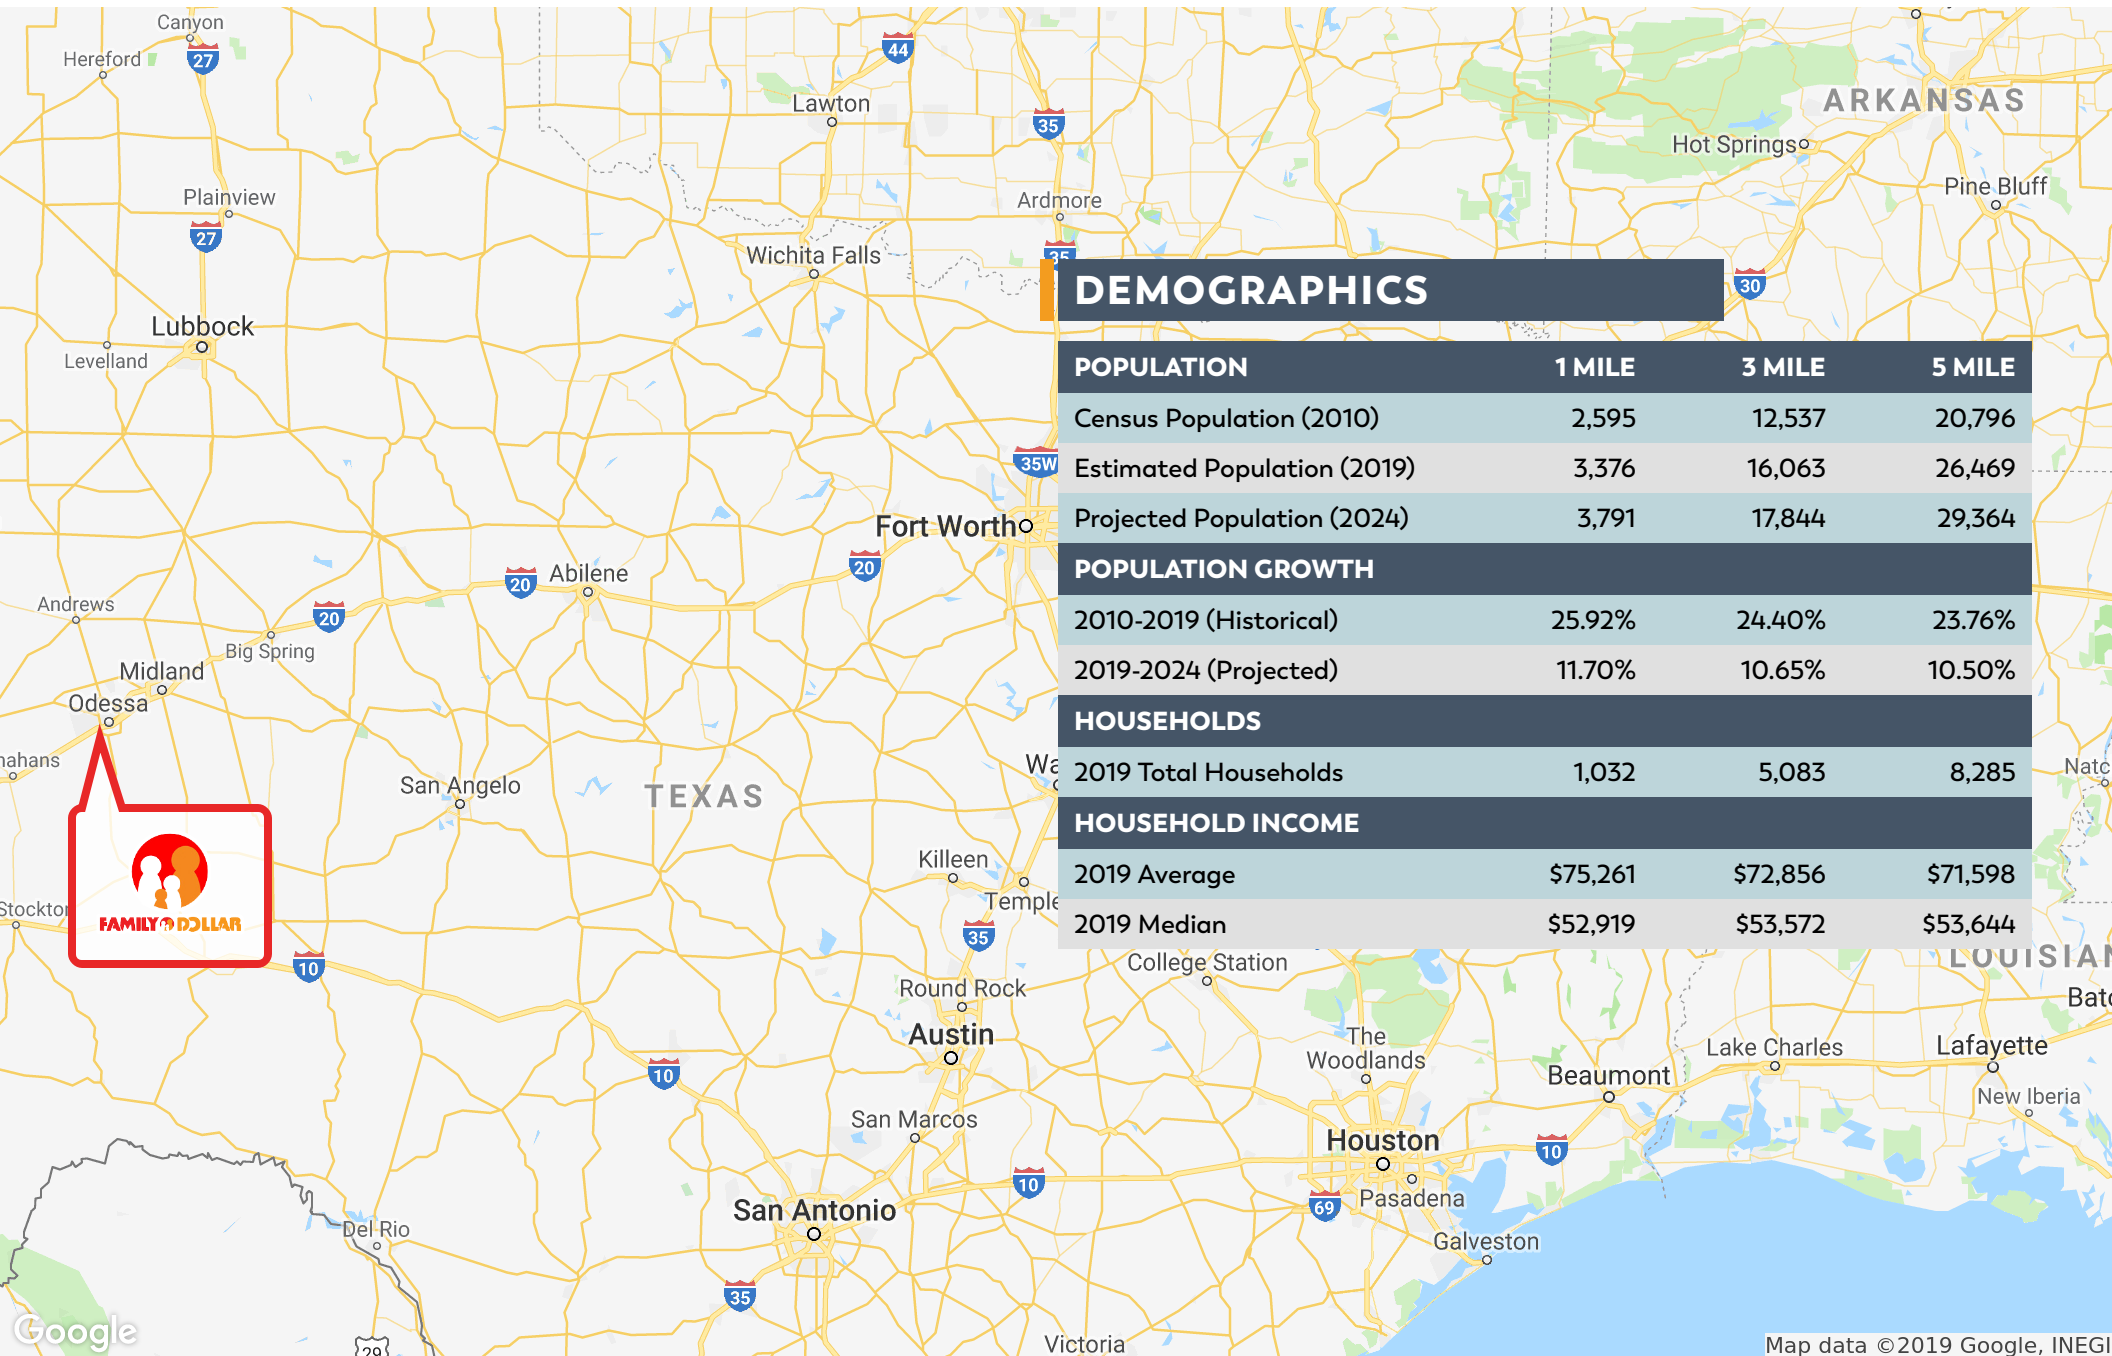 Canyon
Hereford
27
44
Lawton
35
ARKANSAS
Hot Springs
Pine Bluff
Plainview
27
Ardmore
Wichita Falls
35
30
DEMOGRAPHICS
Lubbock
Levelland
POPULATION 1 MILE 3 MILE 5 MILE
Census Population (2010) 2,595 12,537 20,796
Estimated Population (2019) 3,376 16,063 26,469
Projected Population (2024) 3,791 17,844 29,364
POPULATION GROWTH
2010-2019 (Historical) 25.92% 24.40% 23.76%
2019-2024 (Projected) 11.70% 10.65% 10.50%
HOUSEHOLDS
2019 Total Households 1,032 5,083 8,285
HOUSEHOLD INCOME
2019 Average $75,261 $72,856 $71,598
2019 Median $52,919 $53,572 $53,644
35W
Fort Worth
20
Abilene
20
Andrews
20
Big Spring
Midland
Odessa
nahans
San Angelo
TEXAS
Wa
Natc
Killeen
Temple
Stockton
FAMILY DOLLAR
35
10
College Station
LOUISIAN
Round Rock
Bato
Austin
The
Woodlands
Lake Charles
Lafayette
10
Beaumont
New Iberia
San Marcos
Houston
10
10
Pasadena
69
San Antonio
Del Rio
Galveston
35
Google
29
Victoria
Map data ©2019 Google, INEGI